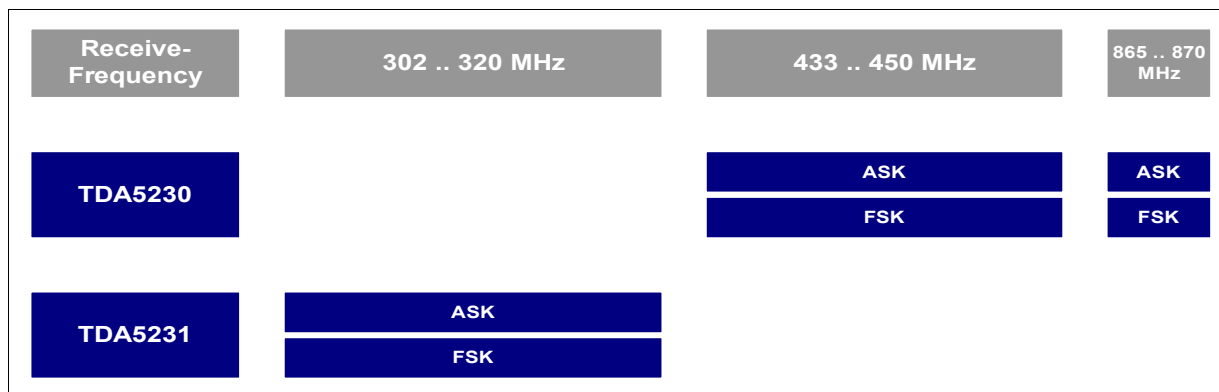 Receive-
Frequency
302 .. 320 MHz
433 .. 450 MHz
865 .. 870
MHz
TDA5230
ASK
ASK
FSK
FSK
TDA5231
ASK
FSK